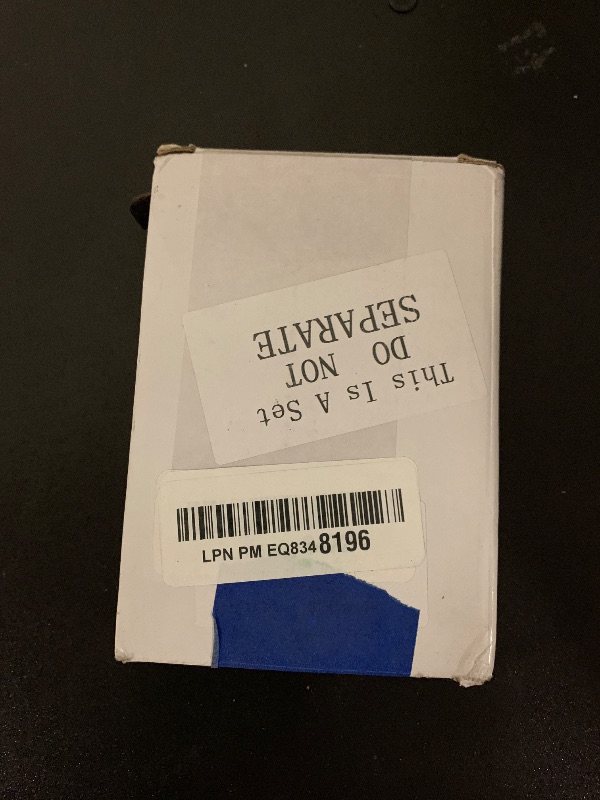 This Is A Set
DO NOT
SEPARATE
LPN PM EQ8348196